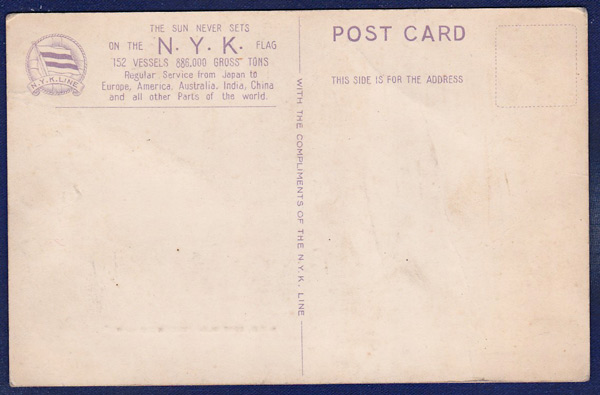 THE SUN NEVER SETS
ON THE N. Y. K. FLAG
152 VESSELS 886,000 GROSS TONS
Regular Service from Japan to
Europe, America, Australia, India, China
and all other Parts of the world.
N.Y.K. LINE
WITH THE COMPLIMENTS OF THE N.Y.K. LINE
POST CARD
THIS SIDE IS FOR THE ADDRESS